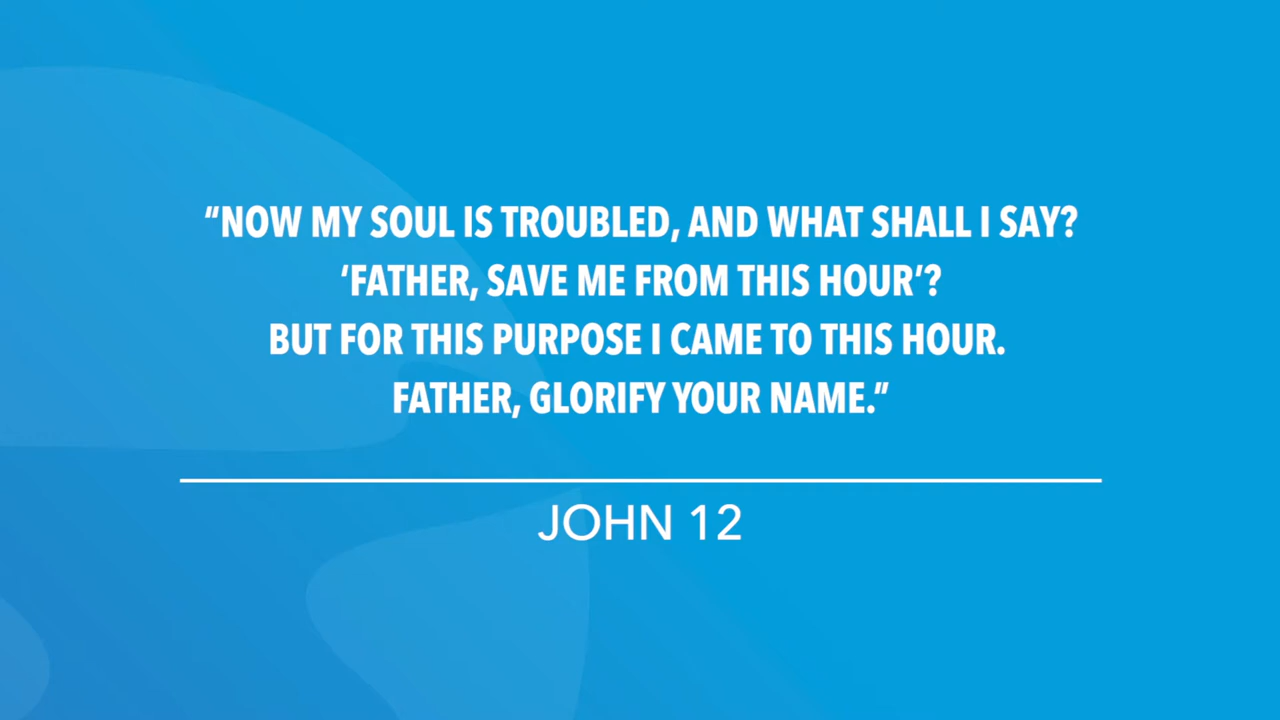 “NOW MY SOUL IS TROUBLED, AND WHAT SHALL I SAY?
‘FATHER, SAVE ME FROM THIS HOUR’?
BUT FOR THIS PURPOSE I CAME TO THIS HOUR.
FATHER, GLORIFY YOUR NAME.”
JOHN 12